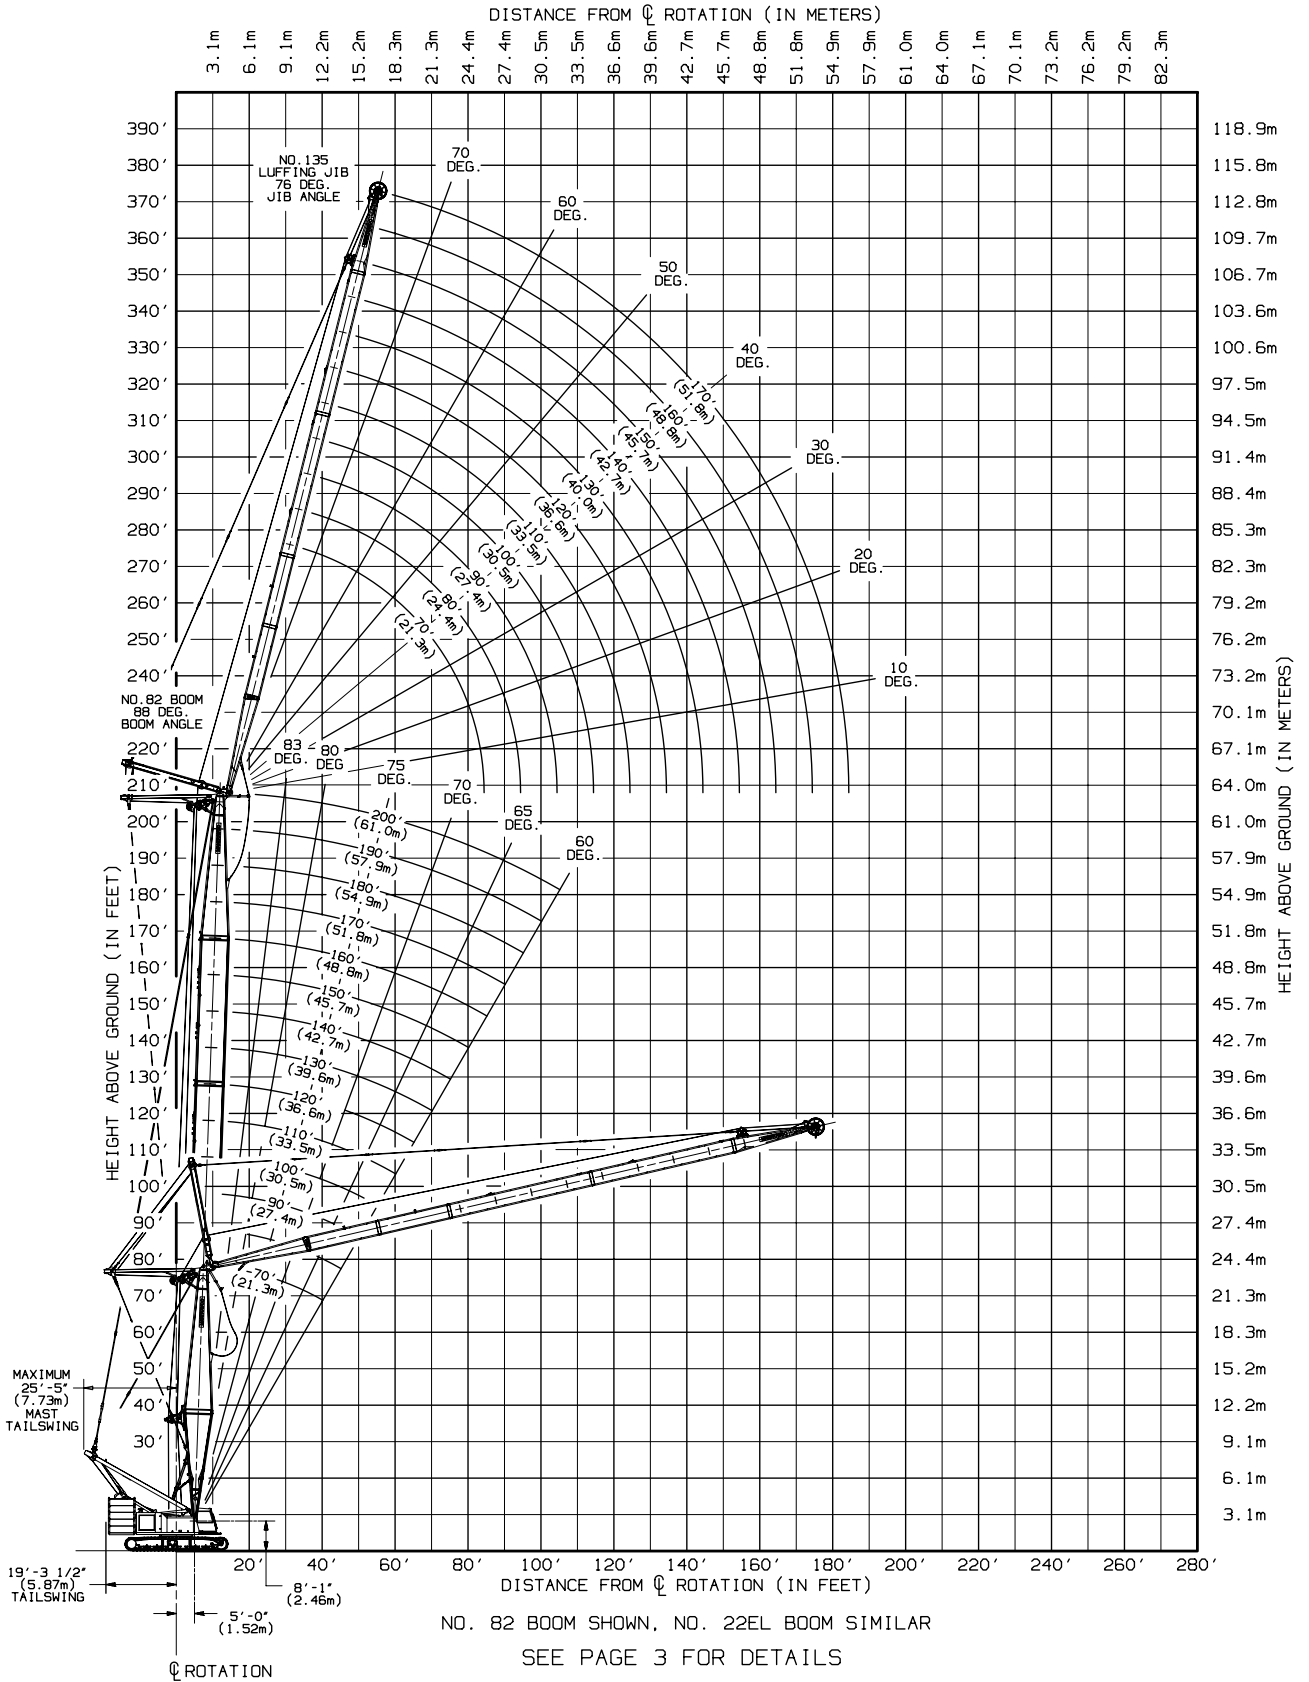 DISTANCE FROM ℄ ROTATION (IN METERS)
3.1m 6.1m 9.1m 12.2m 15.2m 18.3m 21.3m 24.4m 27.4m 30.5m 33.5m 36.6m 39.6m 42.7m 45.7m 48.8m 51.8m 54.9m 57.9m 61.0m 64.0m 67.1m 70.1m 73.2m 76.2m 79.2m 82.3m
390' 118.9m
380' 115.8m
370' 112.8m
360' 109.7m
350' 106.7m
340' 103.6m
330' 100.6m
320' 97.5m
310' 94.5m
300' 91.4m
290' 88.4m
280' 85.3m
270' 82.3m
260' 79.2m
250' 76.2m
240' 73.2m
70.1m
220' 67.1m
210' 64.0m
200' 61.0m
190' 57.9m
180' 54.9m
170' 51.8m
160' 48.8m
150' 45.7m
140' 42.7m
130' 39.6m
120' 36.6m
110' 33.5m
100' 30.5m
90' 27.4m
80' 24.4m
70' 21.3m
60' 18.3m
50' 15.2m
40' 12.2m
30' 9.1m
6.1m
3.1m
HEIGHT ABOVE GROUND (IN FEET)
HEIGHT ABOVE GROUND (IN METERS)
NO.135
LUFFING JIB
76 DEG.
JIB ANGLE
70
DEG.
60
DEG.
50
DEG.
40
DEG.
30
DEG.
20
DEG.
10
DEG.
170'
(51.8m)
160'
(48.8m)
150'
(45.7m)
140'
(42.7m)
130'
(40.0m)
120'
(36.6m)
110'
(33.5m)
100'
(30.5m)
90'
(27.4m)
80'
(24.4m)
70'
(21.3m)
NO.82 BOOM
88 DEG.
BOOM ANGLE
83
DEG.
80
DEG
75
DEG.
70
DEG.
65
DEG.
60
DEG.
200'
(61.0m)
190'
(57.9m)
180'
(54.9m)
170'
(51.8m)
160'
(48.8m)
150'
(45.7m)
140'
(42.7m)
130'
(39.6m)
120'
(36.6m)
110'
(33.5m)
100'
(30.5m)
90'
(27.4m)
70'
(21.3m)
MAXIMUM
25'-5"
(7.73m)
MAST
TAILSWING
19'-3 1/2"
(5.87m)
TAILSWING
8'-1"
(2.46m)
5'-0"
(1.52m)
20' 40' 60' 80' 100' 120' 140' 160' 180' 200' 220' 240' 260' 280'
DISTANCE FROM ℄ ROTATION (IN FEET)
℄ ROTATION
NO. 82 BOOM SHOWN, NO. 22EL BOOM SIMILAR
SEE PAGE 3 FOR DETAILS